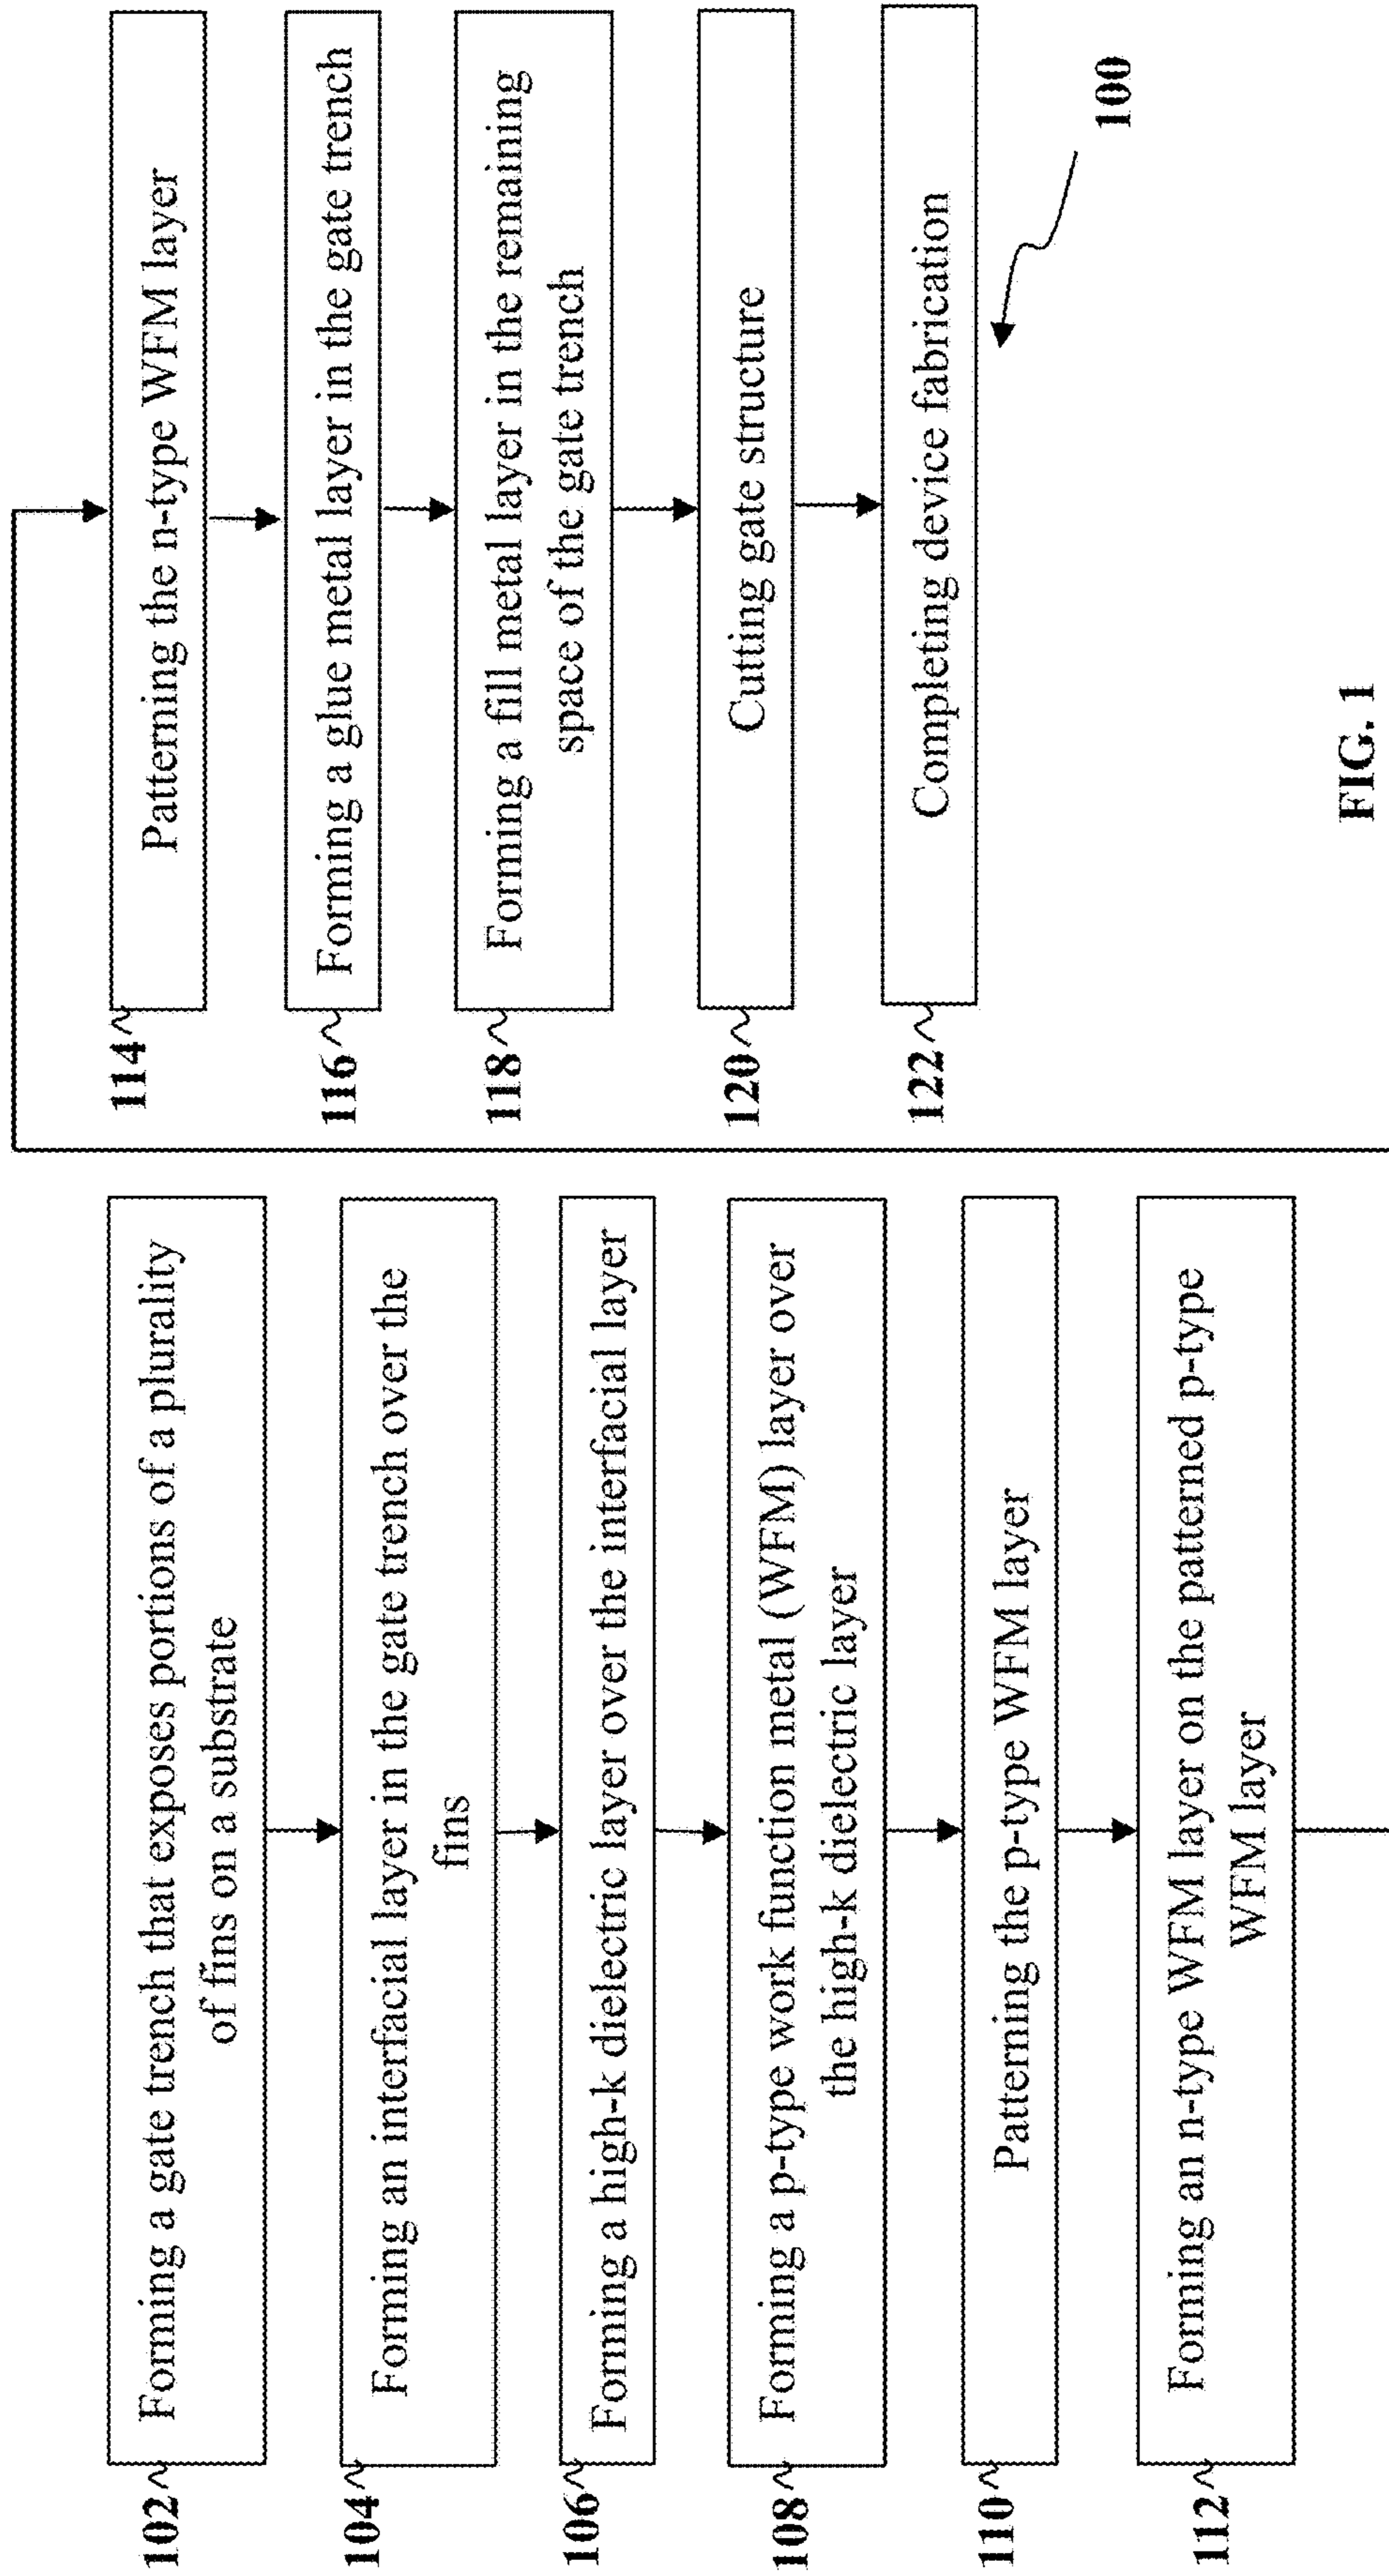 102
Forming a gate trench that exposes portions of a plurality
of fins on a substrate
104
Forming an interfacial layer in the gate trench over the
fins
106
Forming a high-k dielectric layer over the interfacial layer
108
Forming a p-type work function metal (WFM) layer over
the high-k dielectric layer
110
Patterning the p-type WFM layer
112
Forming an n-type WFM layer on the patterned p-type
WFM layer
114
Patterning the n-type WFM layer
116
Forming a glue metal layer in the gate trench
118
Forming a fill metal layer in the remaining
space of the gate trench
120
Cutting gate structure
122
Completing device fabrication
100
FIG. 1